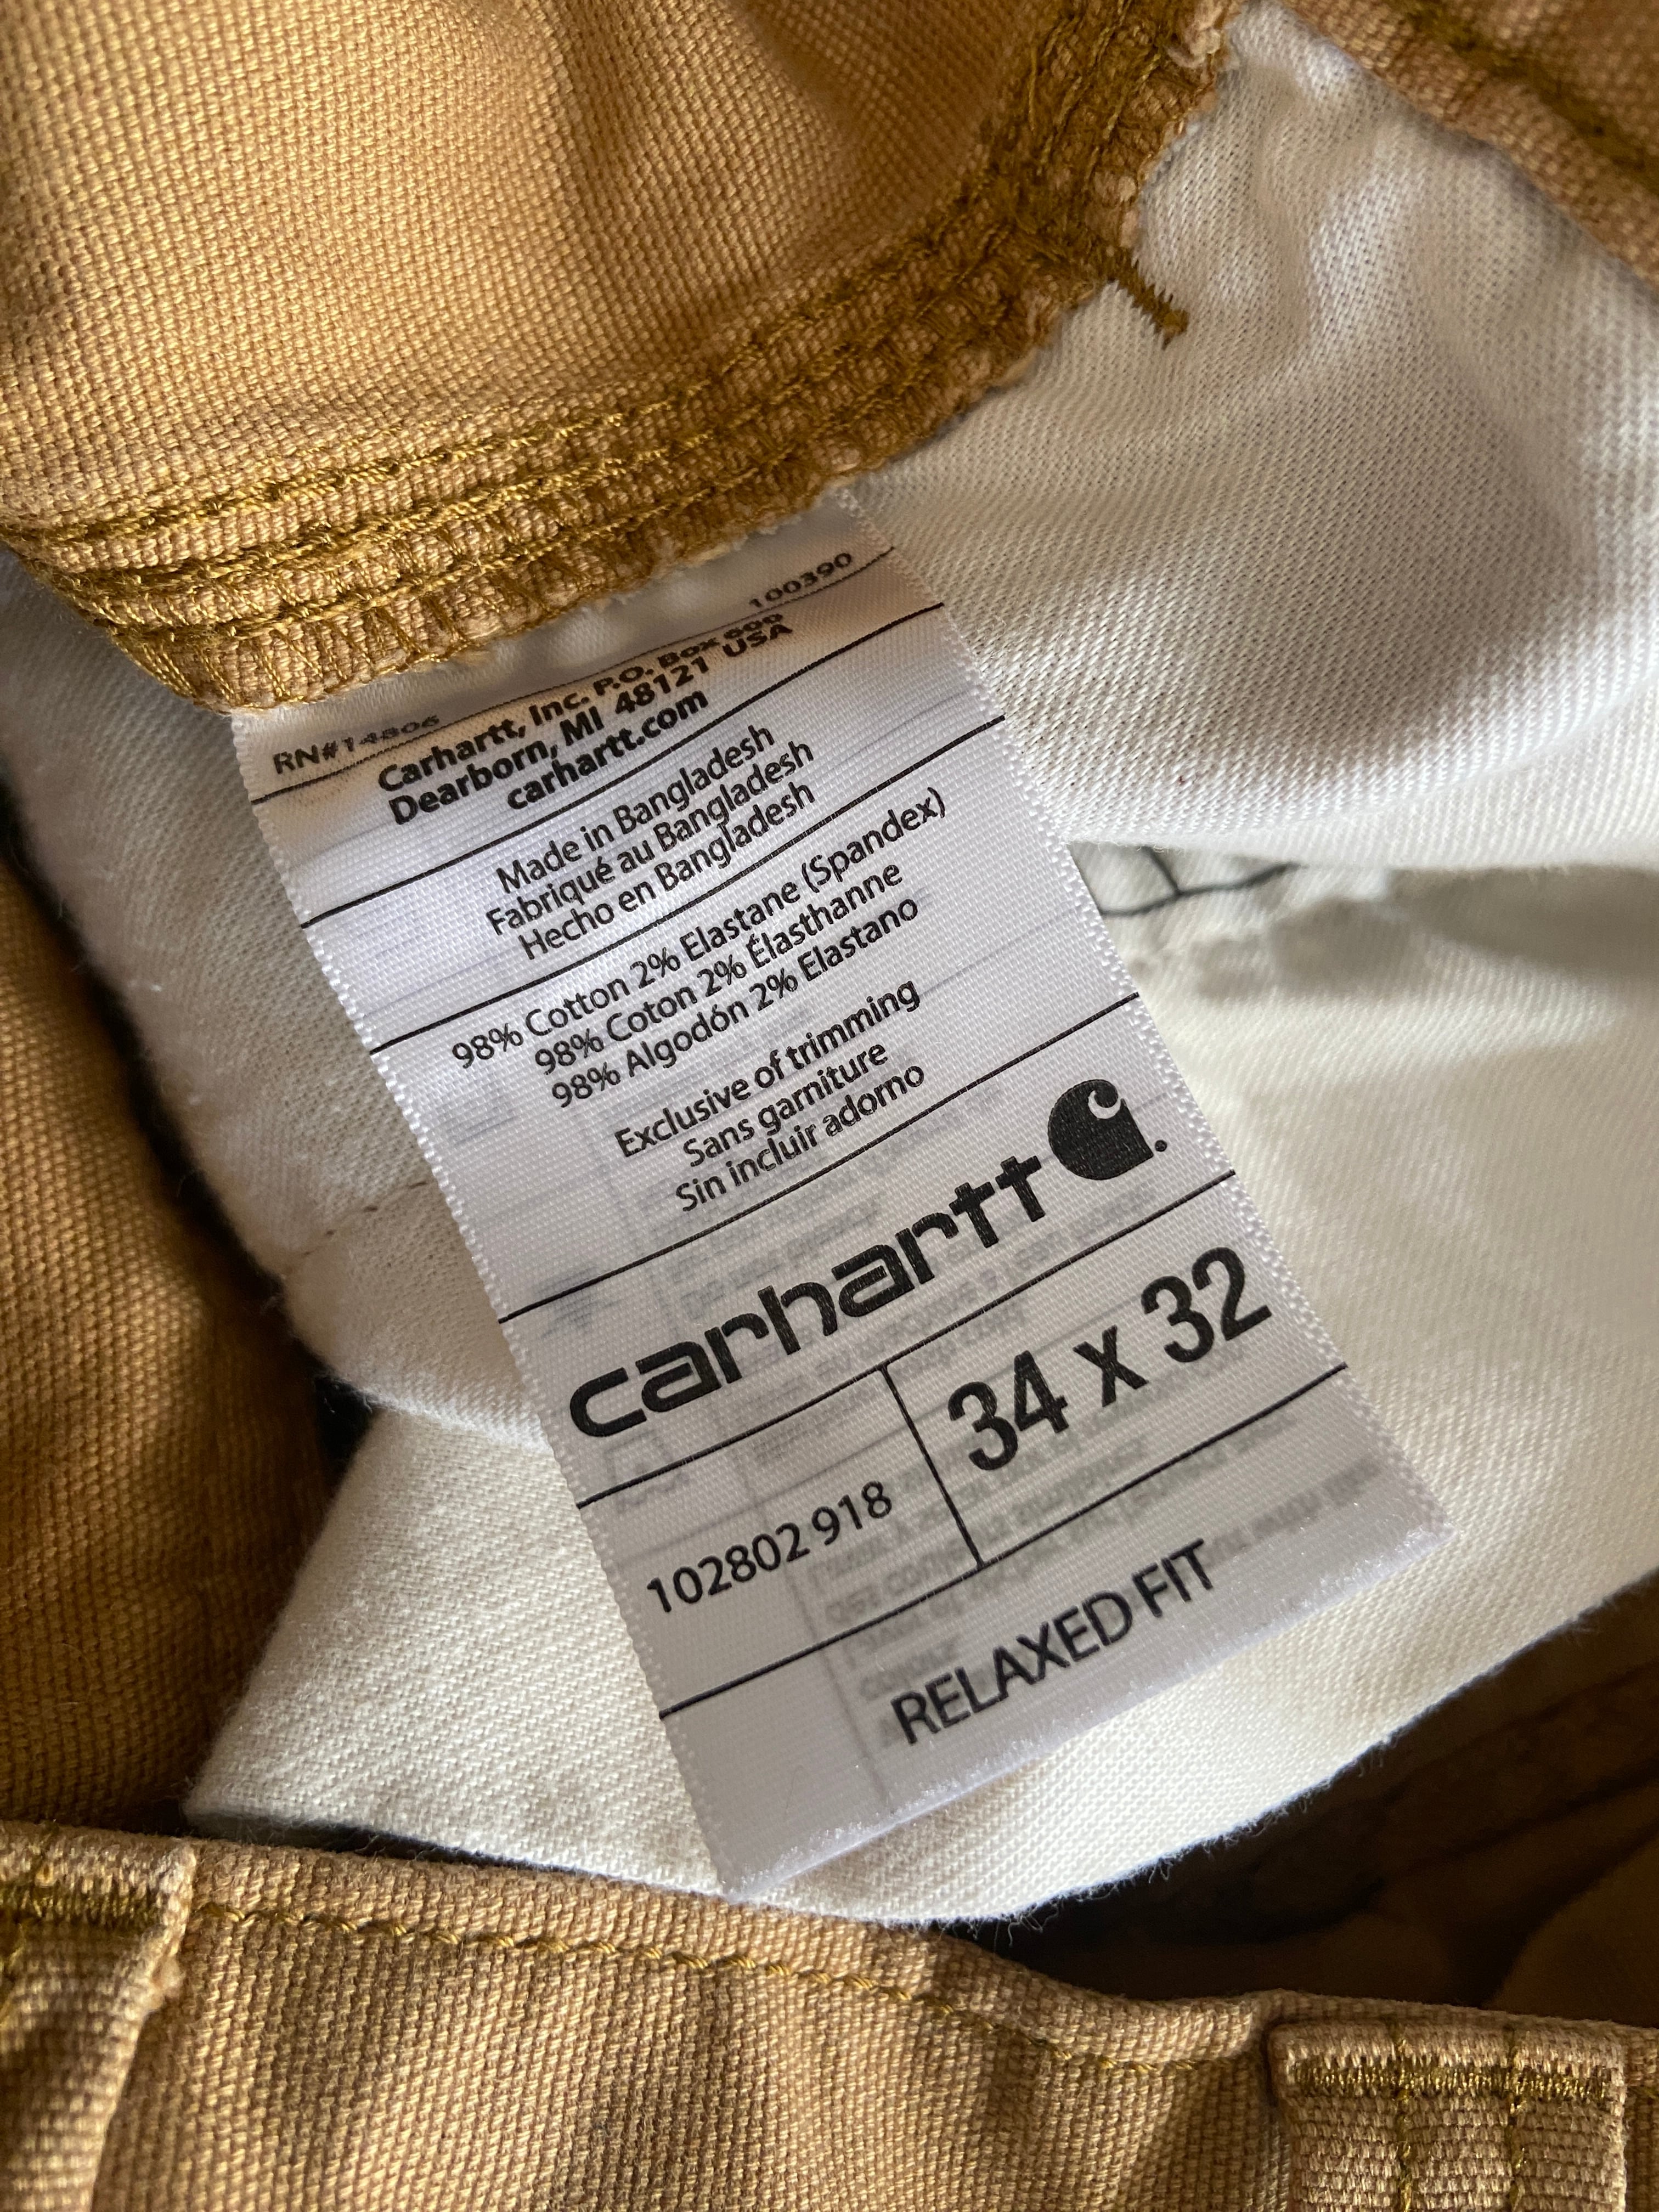 RN#14806 100390
Carhartt, Inc. P.O. Box 600
Dearborn, MI 48121 USA
carhartt.com
Made in Bangladesh
Fabriqué au Bangladesh
Hecho en Bangladesh
98% Cotton 2% Elastane (Spandex)
98% Coton 2% Élasthanne
98% Algodón 2% Elastano
Exclusive of trimming
Sans garniture
Sin incluir adorno
carhartt
102802 918 34 x 32
RELAXED FIT